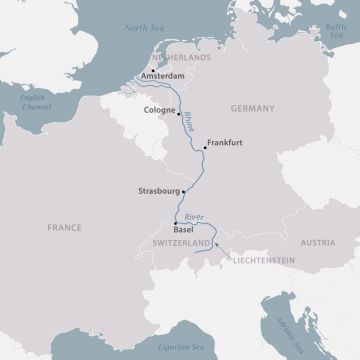 North Sea
Baltic
Sea
NETHERLANDS
Amsterdam
English
Channel
Cologne
Rhine
GERMANY
Frankfurt
Strasbourg
River
Basel
FRANCE
SWITZERLAND
AUSTRIA
LIECHTENSTEIN
Adriatic Sea
Ligurian Sea